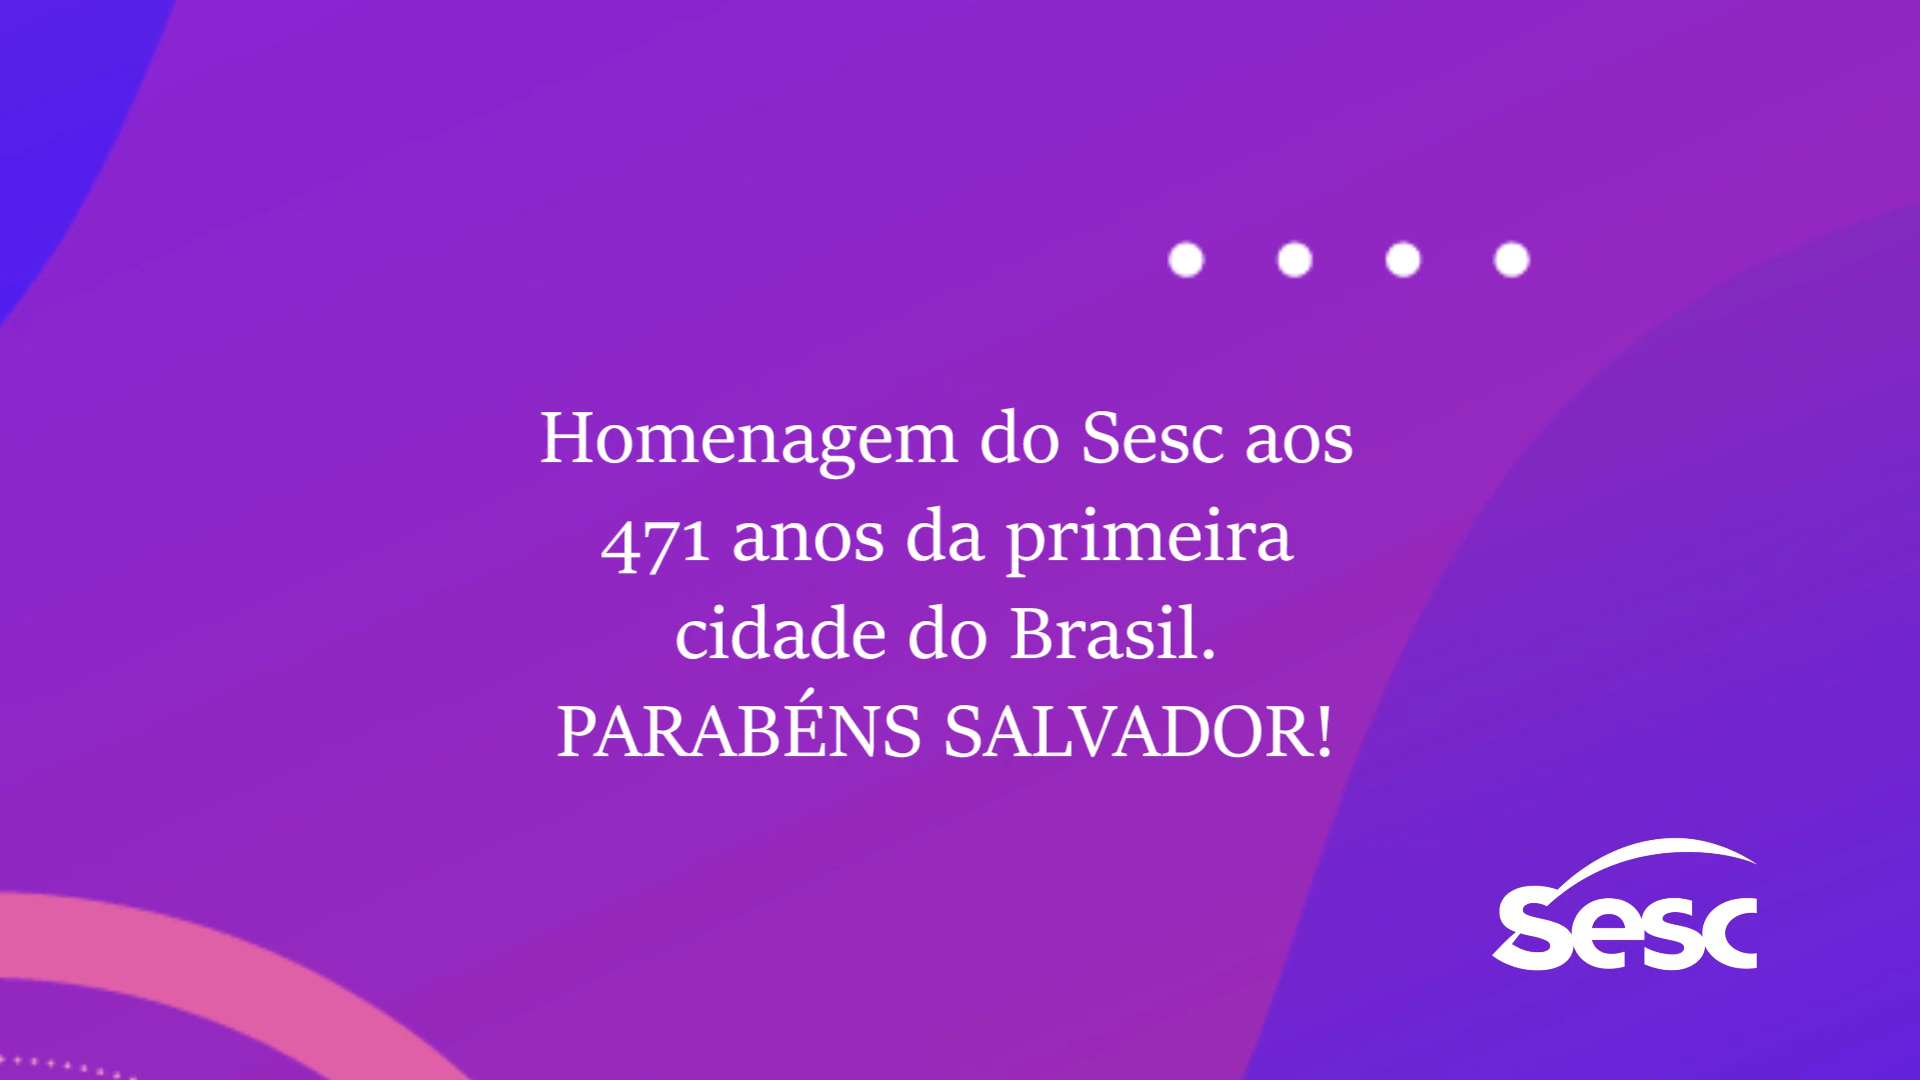 Homenagem do Sesc aos
471 anos da primeira
cidade do Brasil.
PARABÉNS SALVADOR!
Sesc